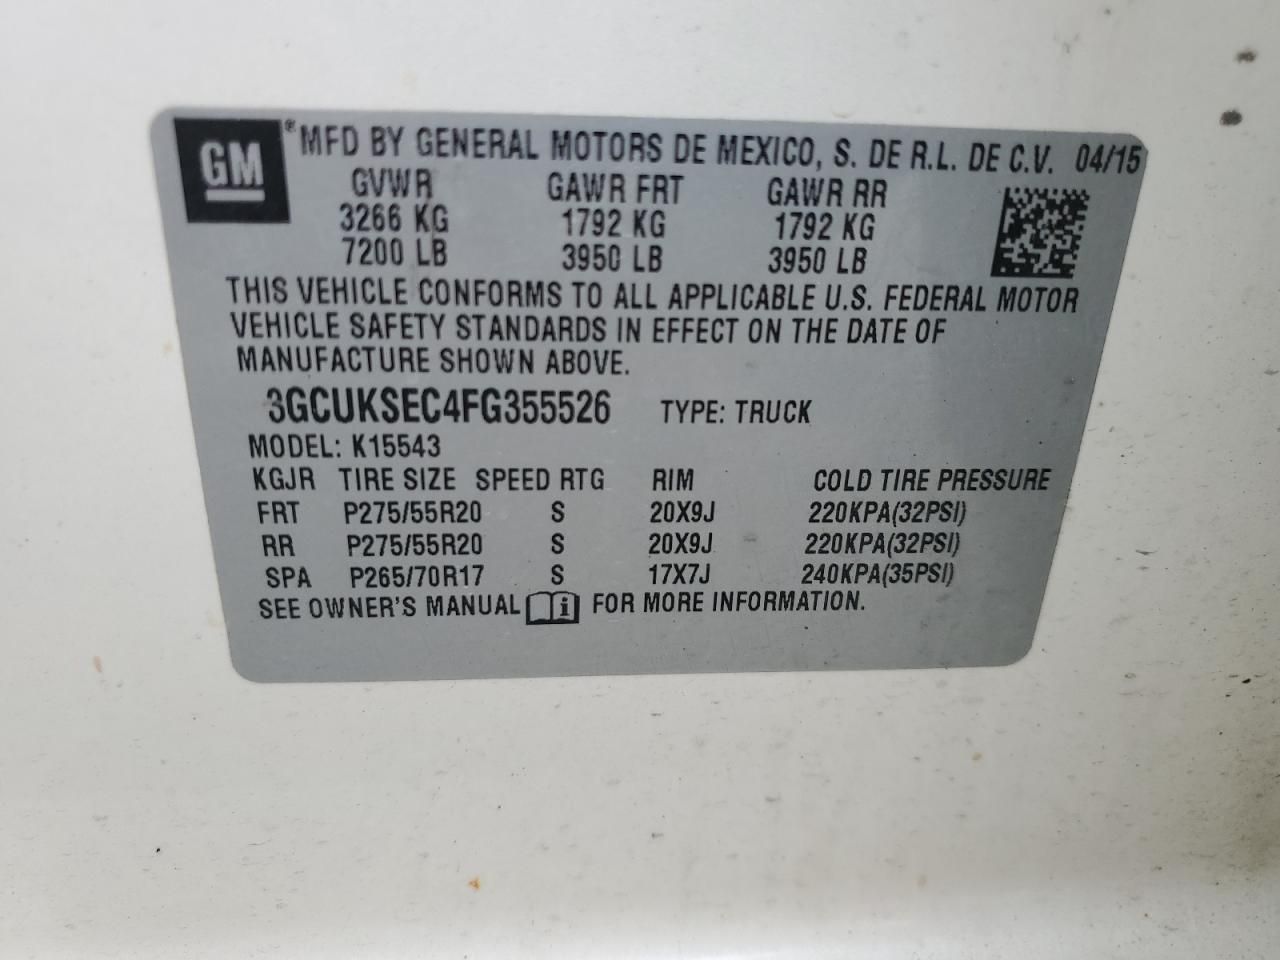 GM ® MFD BY GENERAL MOTORS DE MEXICO, S. DE R.L. DE C.V. 04/15
GVWR GAWR FRT GAWR RR
3266 KG 1792 KG 1792 KG
7200 LB 3950 LB 3950 LB
THIS VEHICLE CONFORMS TO ALL APPLICABLE U.S. FEDERAL MOTOR
VEHICLE SAFETY STANDARDS IN EFFECT ON THE DATE OF
MANUFACTURE SHOWN ABOVE.
3GCUKSEC4FG355526 TYPE: TRUCK
MODEL: K15543
KGJR TIRE SIZE SPEED RTG RIM COLD TIRE PRESSURE
FRT P275/55R20 S 20X9J 220KPA(32PSI)
RR P275/55R20 S 20X9J 220KPA(32PSI)
SPA P265/70R17 S 17X7J 240KPA(35PSI)
SEE OWNER'S MANUAL i FOR MORE INFORMATION.